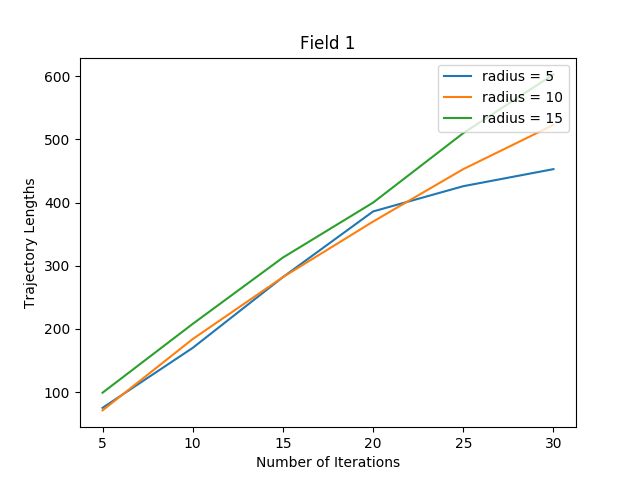 Field 1
600
500
400
300
200
100
Trajectory Lengths
radius = 5
radius = 10
radius = 15
5 10 15 20 25 30
Number of Iterations